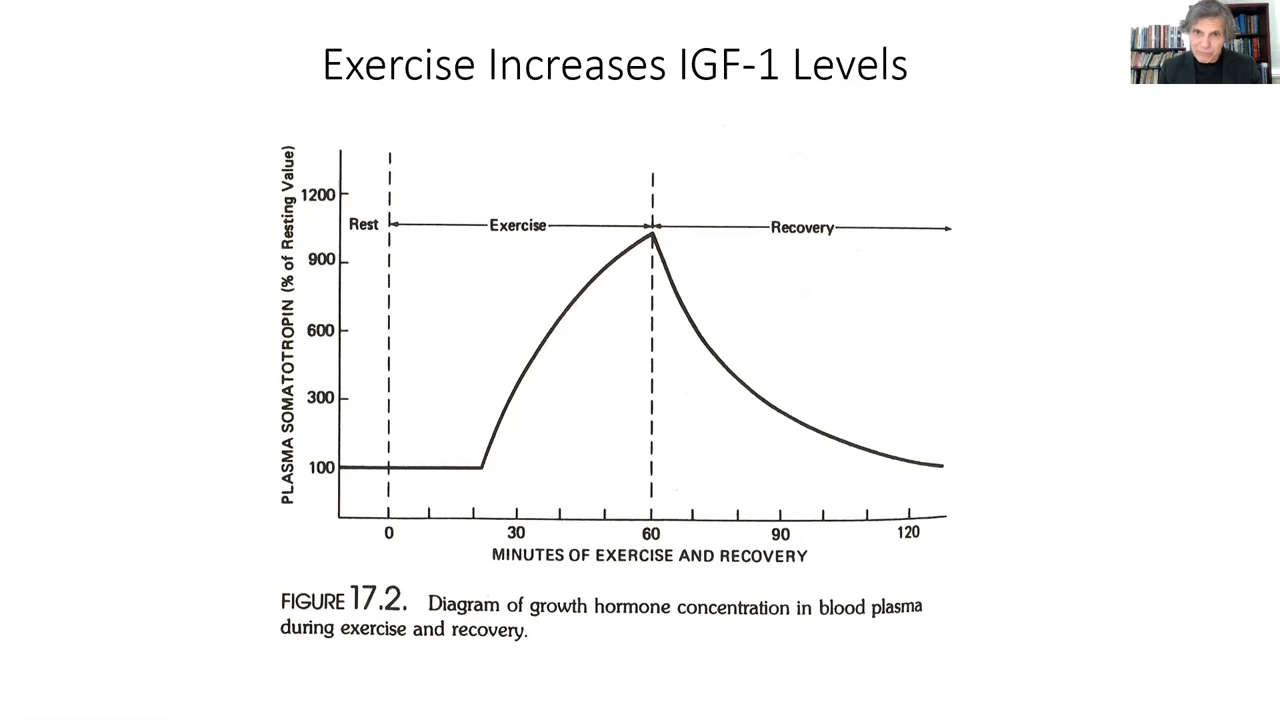 Exercise Increases IGF-1 Levels
PLASMA SOMATOTROPIN (% of Resting Value)
1200
900
600
300
100
Rest
Exercise
Recovery
0
30
60
90
120
MINUTES OF EXERCISE AND RECOVERY
FIGURE 17.2. Diagram of growth hormone concentration in blood plasma
during exercise and recovery.